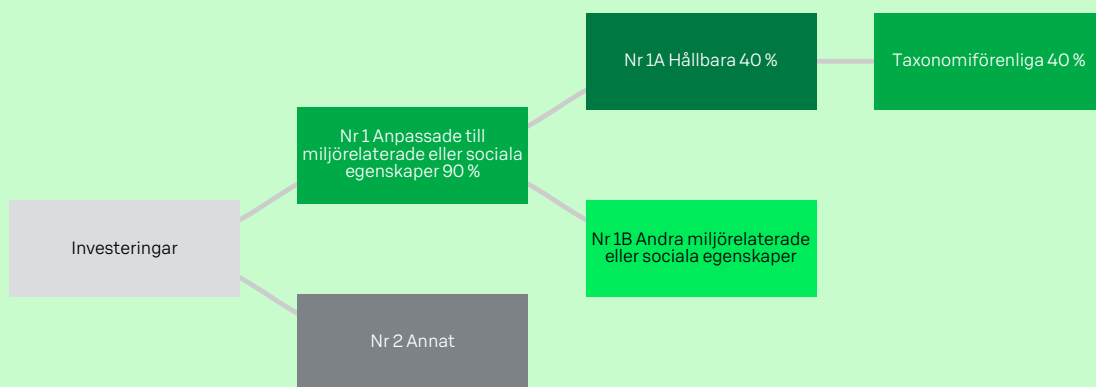 Nr 1A Hållbara 40 %
Taxonomiförenliga 40 %
Nr 1 Anpassade till
miljörelaterade eller sociala
egenskaper 90 %
Investeringar
Nr 1B Andra miljörelaterade
eller sociala egenskaper
Nr 2 Annat